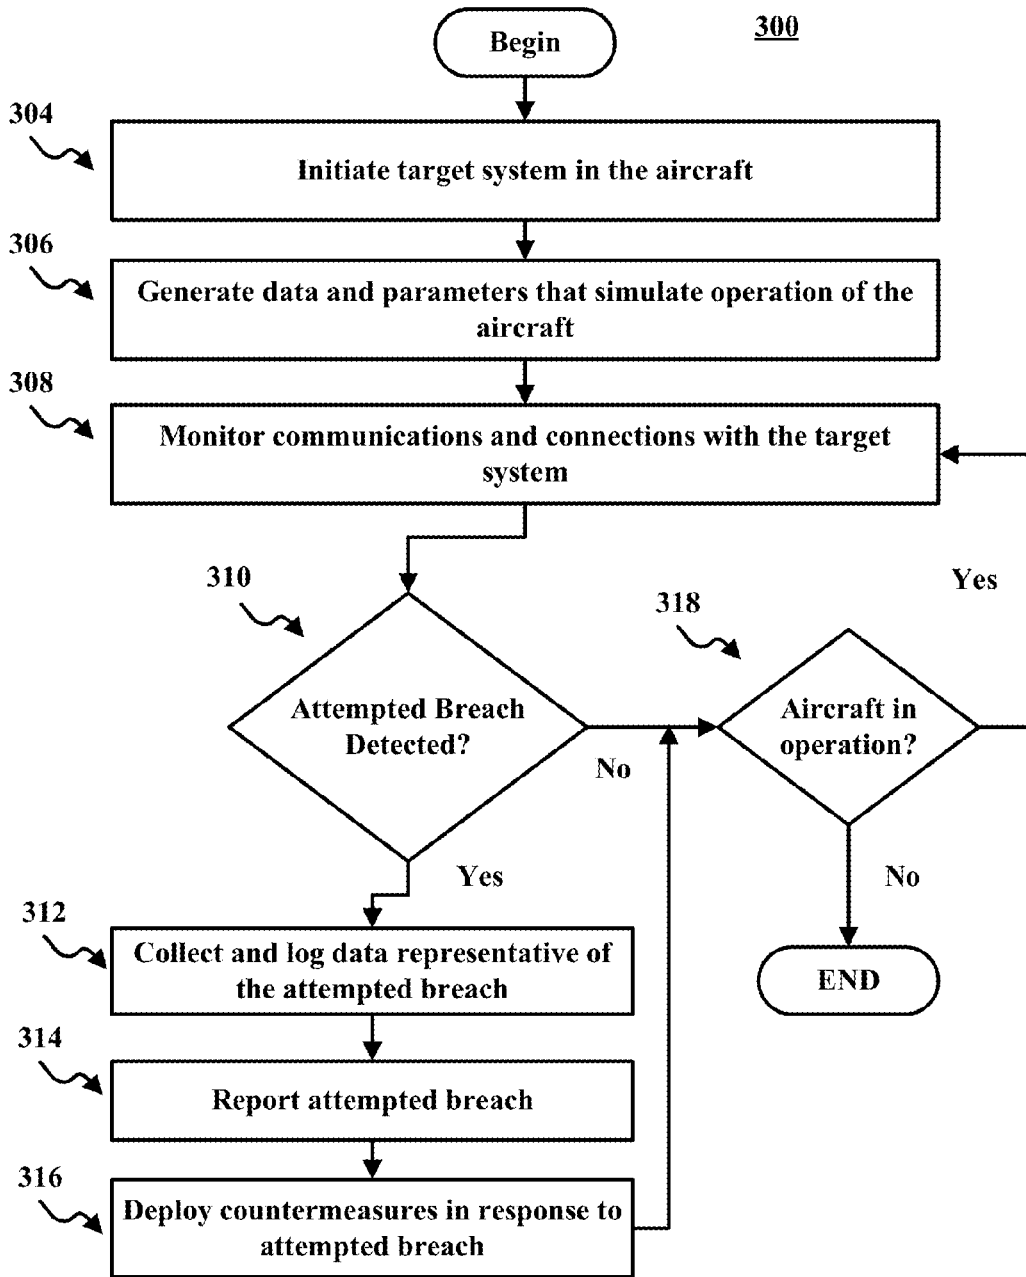 Begin
300
304
Initiate target system in the aircraft
306
Generate data and parameters that simulate operation of the
aircraft
308
Monitor communications and connections with the target
system
310
Attempted Breach
Detected?
No
Yes
318
Aircraft in
operation?
Yes
No
END
312
Collect and log data representative of
the attempted breach
314
Report attempted breach
316
Deploy countermeasures in response to
attempted breach